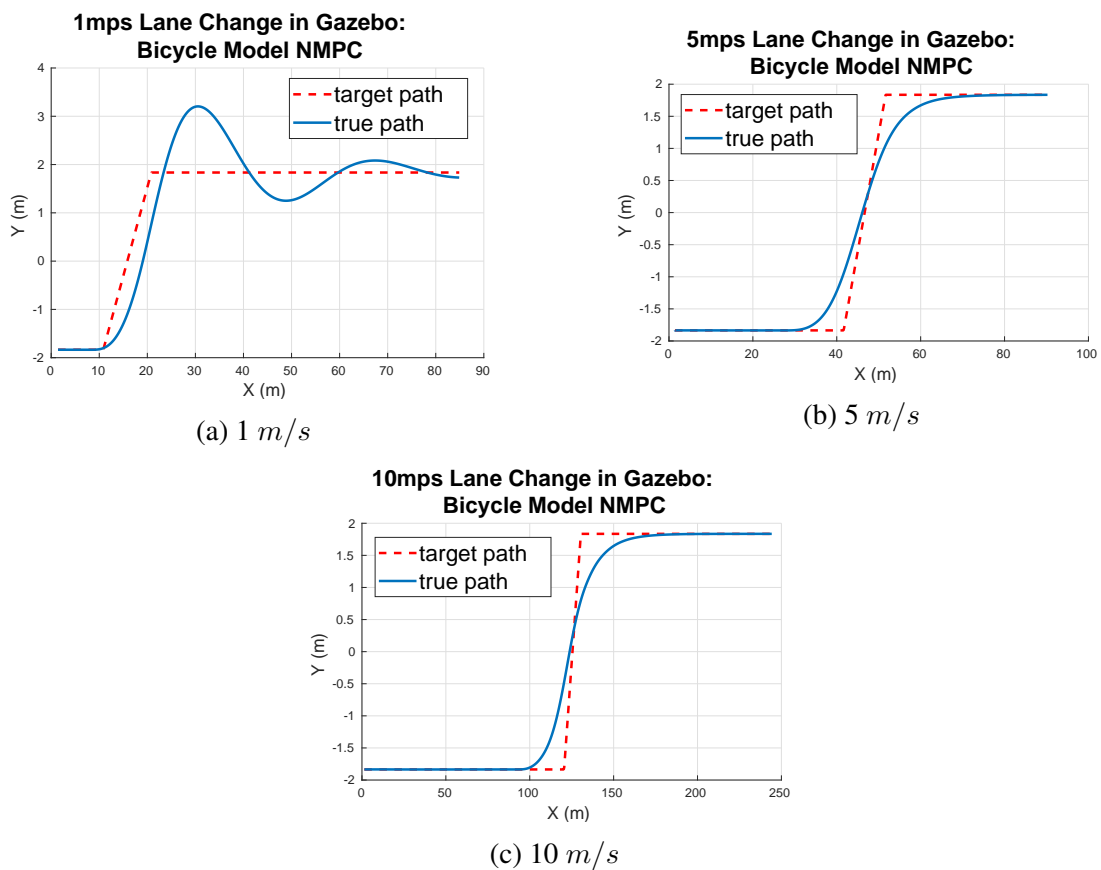 1mps Lane Change in Gazebo:
Bicycle Model NMPC
4
3
2
1
0
-1
-2
Y (m)
target path
true path
0 10 20 30 40 50 60 70 80 90
X (m)
(a) 1 m/s
5mps Lane Change in Gazebo:
Bicycle Model NMPC
2
1.5
1
0.5
0
-0.5
-1
-1.5
-2
Y (m)
target path
true path
0 20 40 60 80 100
X (m)
(b) 5 m/s
10mps Lane Change in Gazebo:
Bicycle Model NMPC
2
1.5
1
0.5
0
-0.5
-1
-1.5
-2
Y (m)
target path
true path
0 50 100 150 200 250
X (m)
(c) 10 m/s